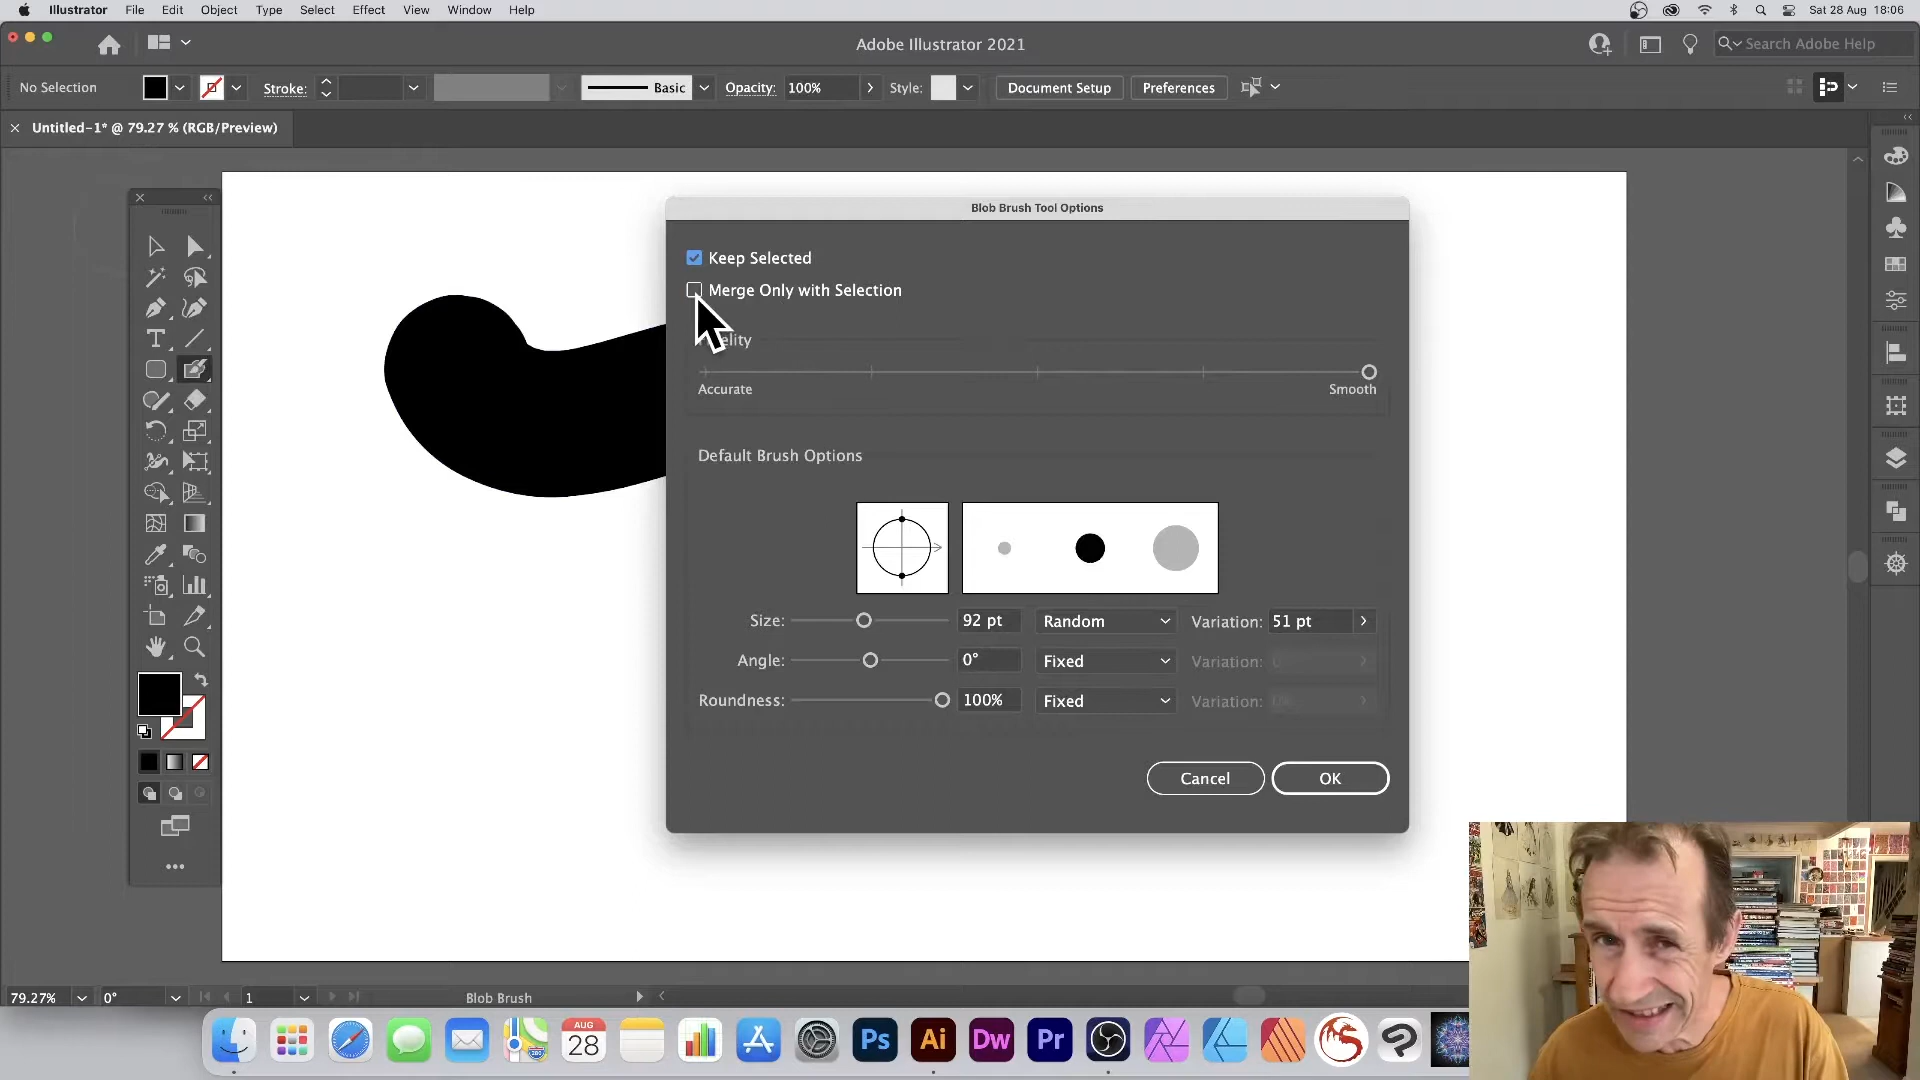 Illustrator File Edit Object Type Select Effect View Window Help Sat 28 Aug 18:06
Adobe Illustrator 2021 Search Adobe Help
No Selection Stroke: Basic Opacity: 100% Style: Document Setup Preferences
Untitled-1* @ 79.27 % (RGB/Preview)
Blob Brush Tool Options
Keep Selected
Merge Only with Selection
elity
Accurate Smooth
Default Brush Options
Size: 92 pt Random Variation: 51 pt
Angle: 0° Fixed Variation: 0
Roundness: 100% Fixed Variation: 0%
Cancel OK
79.27% 0° 1 Blob Brush
AUG
28
280
Ps Ai Dw Pr